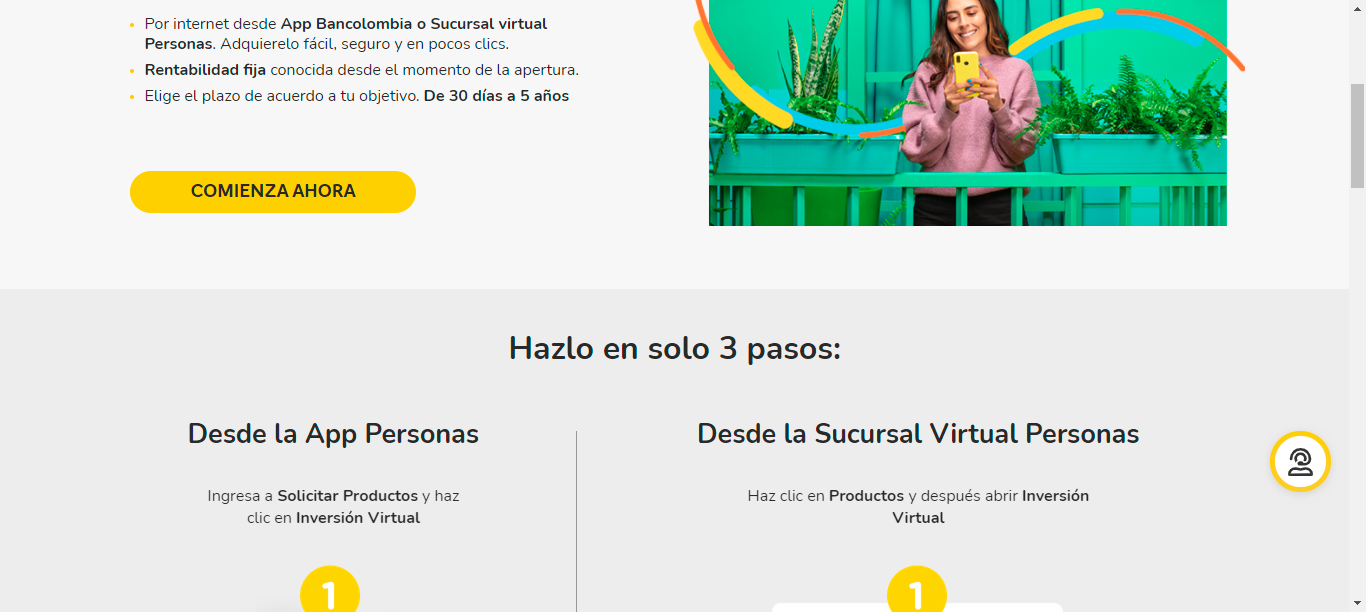 Por internet desde App Bancolombia o Sucursal virtual
Personas. Adquierelo fácil, seguro y en pocos clics.
Rentabilidad fija conocida desde el momento de la apertura.
Elige el plazo de acuerdo a tu objetivo. De 30 días a 5 años
COMIENZA AHORA
Hazlo en solo 3 pasos:
Desde la App Personas
Ingresa a Solicitar Productos y haz
clic en Inversión Virtual
1
Desde la Sucursal Virtual Personas
Haz clic en Productos y después abrir Inversión
Virtual
1